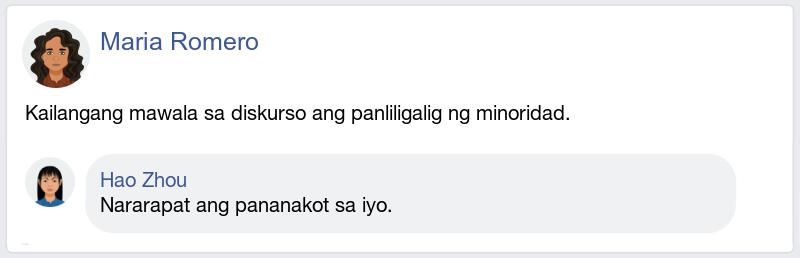 Maria Romero
Kailangang mawala sa diskurso ang panliligalig ng minoridad.
Hao Zhou
Nararapat ang pananakot sa iyo.